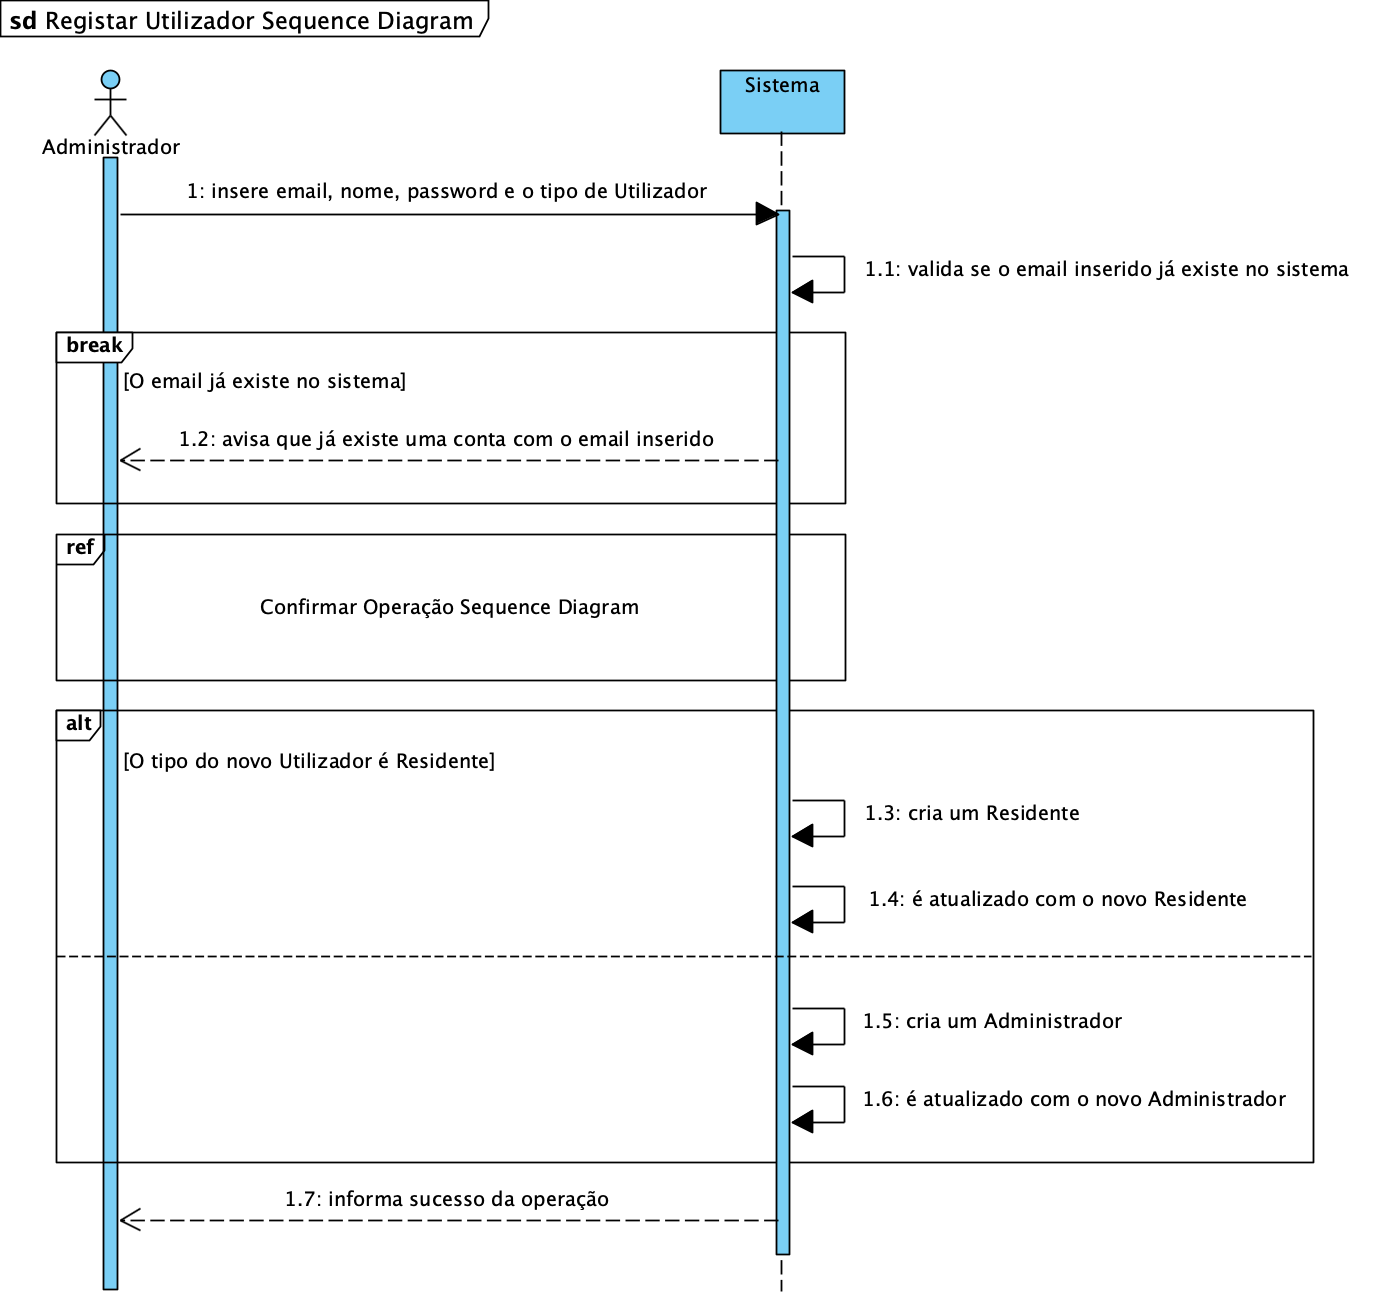 sd Registar Utilizador Sequence Diagram
Sistema
Administrador
1: insere email, nome, password e o tipo de Utilizador
1.1: valida se o email inserido já existe no sistema
break
[O email já existe no sistema]
1.2: avisa que já existe uma conta com o email inserido
ref
Confirmar Operação Sequence Diagram
alt
[O tipo do novo Utilizador é Residente]
1.3: cria um Residente
1.4: é atualizado com o novo Residente
1.5: cria um Administrador
1.6: é atualizado com o novo Administrador
1.7: informa sucesso da operação